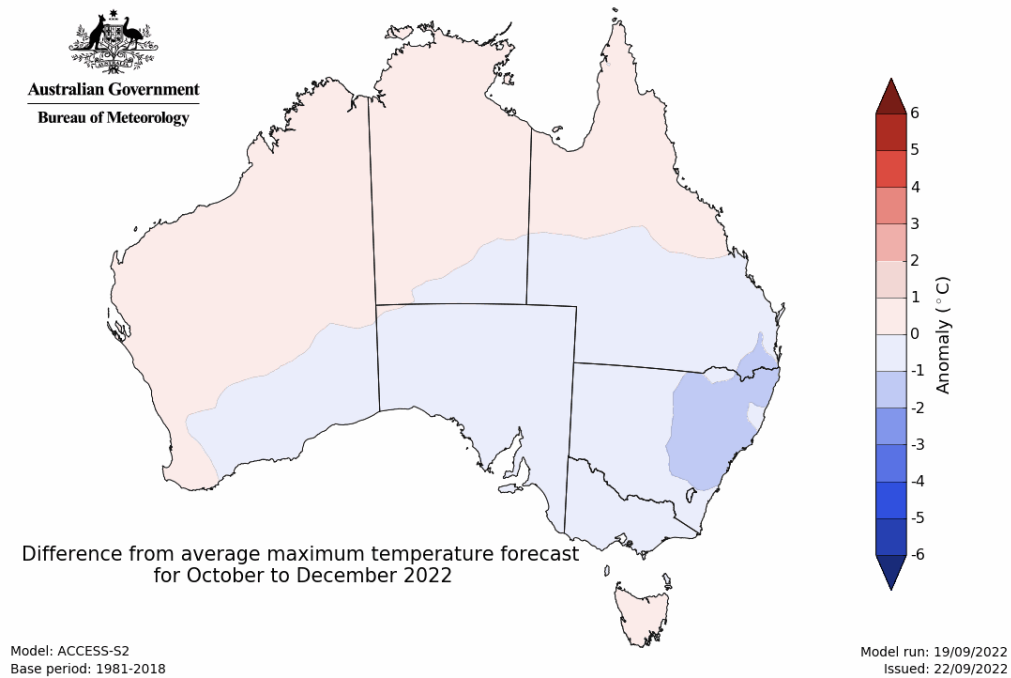 Australian Government
Bureau of Meteorology
6
5
4
3
2
1
0
-1
-2
-3
-4
-5
-6
Anomaly (°C)
Difference from average maximum temperature forecast
for October to December 2022
Model: ACCESS-S2
Base period: 1981-2018
Model run: 19/09/2022
Issued: 22/09/2022